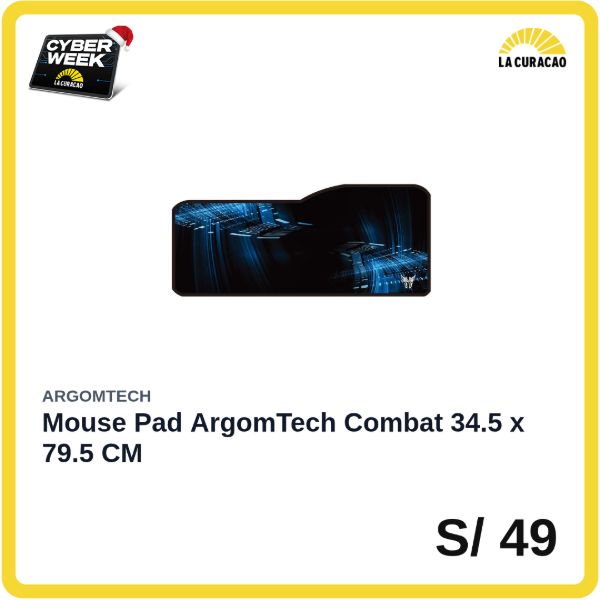 CYBER
WEEK
LA CURACAO
LA CURACAO
ARGOMTECH
Mouse Pad ArgomTech Combat 34.5 x
79.5 CM
S/ 49